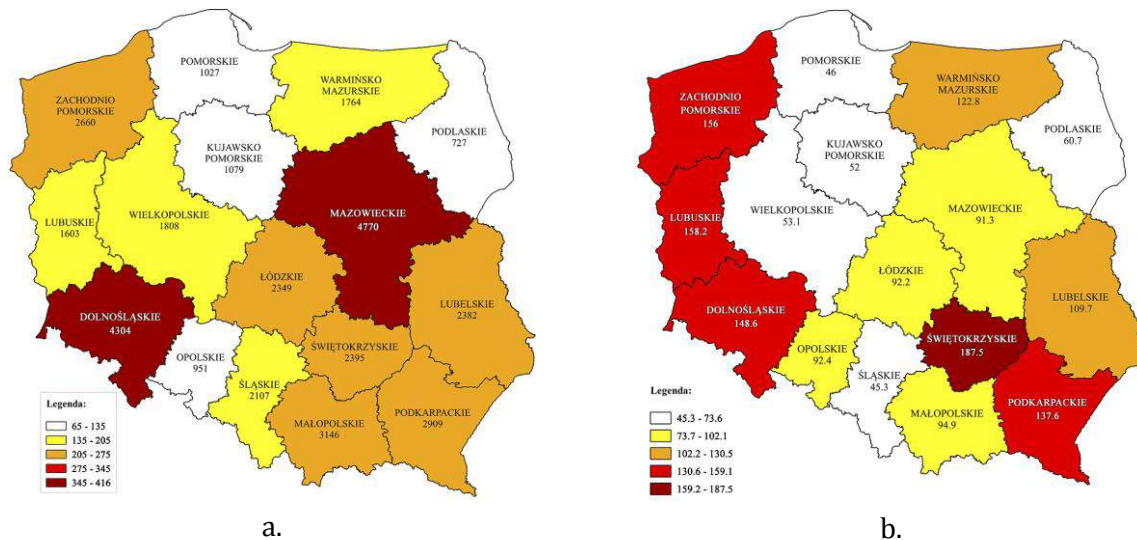 POMORSKIE
1027
WARMIŃSKO
MAZURSKIE
1764
ZACHODNIO
POMORSKIE
2660
PODLASKIE
727
KUJAWSKO
POMORSKIE
1079
MAZOWIECKIE
4770
LUBUSKIE
1603
WIELKOPOLSKIE
1808
ŁÓDZKIE
2349
LUBELSKIE
2382
DOLNOŚLĄSKIE
4304
OPOLSKIE
951
ŚWIĘTOKRZYSKIE
2395
ŚLĄSKIE
2107
MAŁOPOLSKIE
3146
PODKARPACKIE
2909
Legenda:
65 - 135
135 - 205
205 - 275
275 - 345
345 - 416
a.
POMORSKIE
46
WARMIŃSKO
MAZURSKIE
122.8
ZACHODNIO
POMORSKIE
156
PODLASKIE
60.7
KUJAWSKO
POMORSKIE
52
MAZOWIECKIE
91.3
LUBUSKIE
158.2
WIELKOPOLSKIE
53.1
ŁÓDZKIE
92.2
LUBELSKIE
109.7
DOLNOŚLĄSKIE
148.6
OPOLSKIE
92.4
ŚWIĘTOKRZYSKIE
187.5
ŚLĄSKIE
45.3
MAŁOPOLSKIE
94.9
PODKARPACKIE
137.6
Legenda:
45.3 - 73.6
73.7 - 102.1
102.2 - 130.5
130.6 - 159.1
159.2 - 187.5
b.